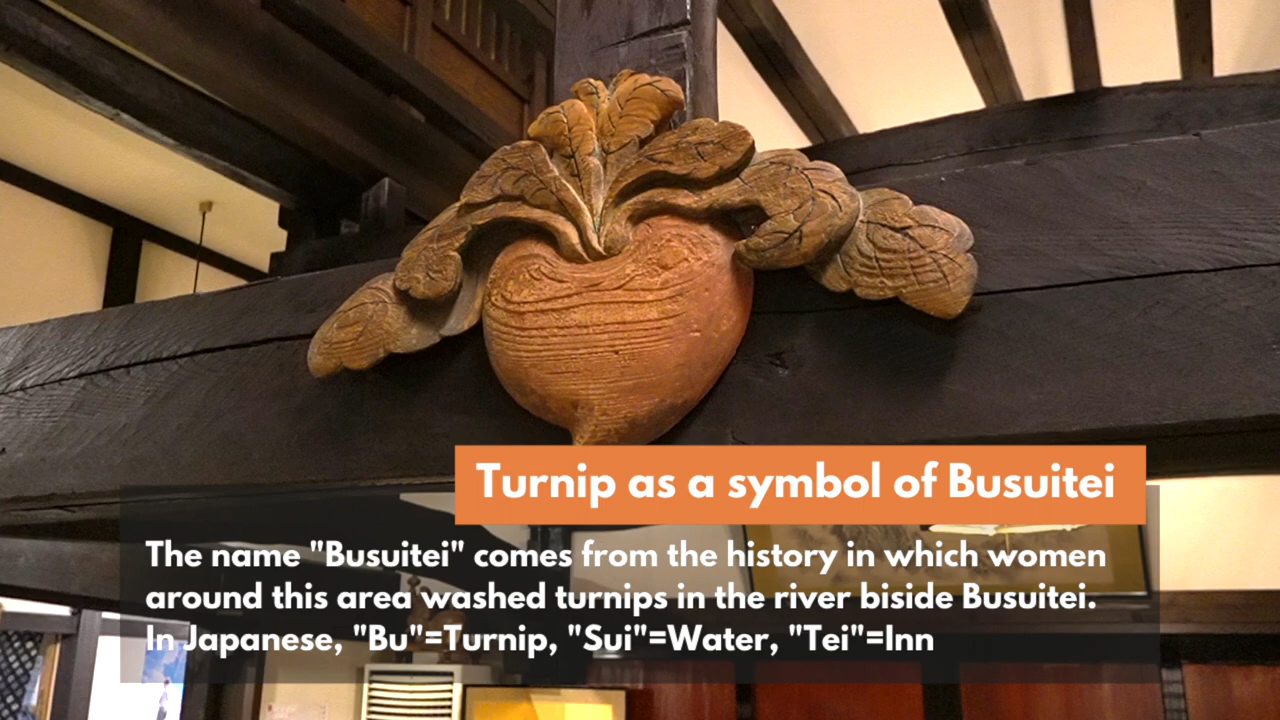 Turnip as a symbol of Busuitei
The name "Busuitei" comes from the history in which women
around this area washed turnips in the river biside Busuitei.
In Japanese, "Bu"=Turnip, "Sui"=Water, "Tei"=Inn